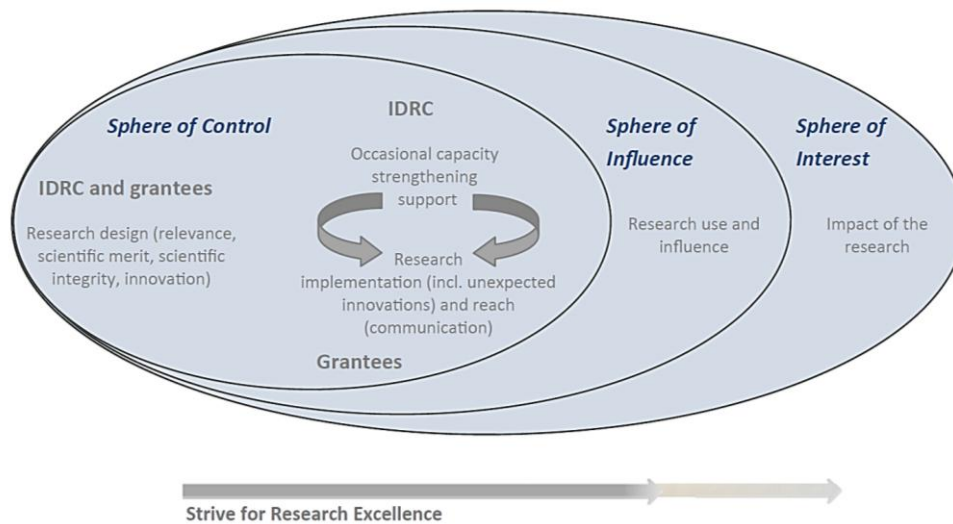 Sphere of Control
IDRC and grantees
Research design (relevance,
scientific merit, scientific
integrity, innovation)
IDRC
Occasional capacity
strengthening
support
Research
implementation (incl. unexpected
innovations) and reach
(communication)
Grantees
Sphere of
Influence
Research use and
influence
Sphere of
Interest
Impact of the
research
Strive for Research Excellence